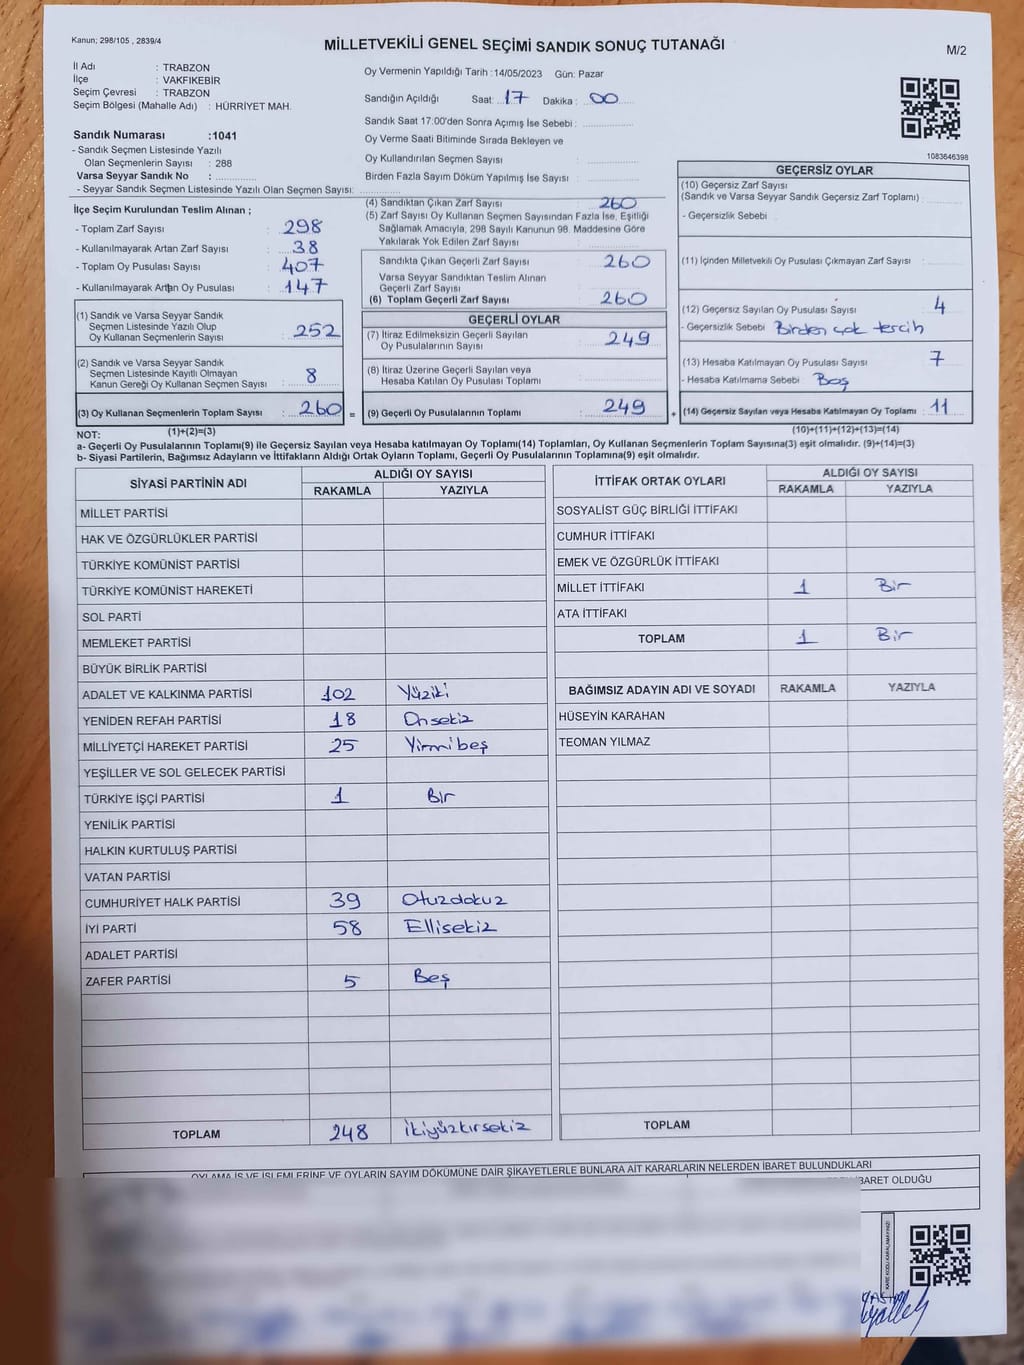 Kanun; 298/105 , 2839/4
MİLLETVEKİLİ GENEL SEÇİMİ SANDIK SONUÇ TUTANAĞI
M/2
İl Adı : TRABZON
İlçe : VAKFIKEBİR
Seçim Çevresi : TRABZON
Seçim Bölgesi (Mahalle Adı) : HÜRRİYET MAH.
Oy Vermenin Yapıldığı Tarih :14/05/2023 Gün: Pazar
Sandığın Açıldığı Saat: 17 Dakika : 00
Sandık Saat 17:00'den Sonra Açımış İse Sebebi :
Oy Verme Saati Bitiminde Sırada Bekleyen ve
Oy Kullandırılan Seçmen Sayısı :
Birden Fazla Sayım Döküm Yapılmış İse Sayısı :
Sandık Numarası :1041
- Sandık Seçmen Listesinde Yazılı
Olan Seçmenlerin Sayısı : 288
Varsa Seyyar Sandık No :
- Seyyar Sandık Seçmen Listesinde Yazılı Olan Seçmen Sayısı:
1083646398
İlçe Seçim Kurulundan Teslim Alınan ;
- Toplam Zarf Sayısı : 298
- Kullanılmayarak Artan Zarf Sayısı : 38
- Toplam Oy Pusulası Sayısı : 407
- Kullanılmayarak Artan Oy Pusulası : 147
(1) Sandık ve Varsa Seyyar Sandık
Seçmen Listesinde Yazılı Olup
Oy Kullanan Seçmenlerin Sayısı : 252
(2) Sandık ve Varsa Seyyar Sandık
Seçmen Listesinde Kayıtlı Olmayan
Kanun Gereği Oy Kullanan Seçmen Sayısı : 8
(3) Oy Kullanan Seçmenlerin Toplam Sayısı : 260 =
(4) Sandıktan Çıkan Zarf Sayısı : 260
(5) Zarf Sayısı Oy Kullanan Seçmen Sayısından Fazla İse, Eşitliği
Sağlamak Amacıyla, 298 Sayılı Kanunun 98. Maddesine Göre
Yakılarak Yok Edilen Zarf Sayısı :
Sandıkta Çıkan Geçerli Zarf Sayısı : 260
Varsa Seyyar Sandıktan Teslim Alınan
Geçerli Zarf Sayısı :
(6) Toplam Geçerli Zarf Sayısı : 260
GEÇERLİ OYLAR
(7) İtiraz Edilmeksizin Geçerli Sayılan
Oy Pusulalarının Sayısı : 249
(8) İtiraz Üzerine Geçerli Sayılan veya
Hesaba Katılan Oy Pusulası Toplamı :
(9) Geçerli Oy Pusulalarının Toplamı : 249 +
GEÇERSİZ OYLAR
(10) Geçersiz Zarf Sayısı
(Sandık ve Varsa Seyyar Sandık Geçersiz Zarf Toplamı) :
- Geçersizlik Sebebi :
(11) İçinden Milletvekili Oy Pusulası Çıkmayan Zarf Sayısı :
(12) Geçersiz Sayılan Oy Pusulası Sayısı : 4
- Geçersizlik Sebebi : Birden çok tercih
(13) Hesaba Katılmayan Oy Pusulası Sayısı : 7
- Hesaba Katılmama Sebebi : Boş
(14) Geçersiz Sayılan veya Hesaba Katılmayan Oy Toplamı : 11
(1)+(2)=(3)
(10)+(11)+(12)+(13)=(14)
NOT:
a- Geçerli Oy Pusulalarının Toplamı(9) ile Geçersiz Sayılan veya Hesaba katılmayan Oy Toplamı(14) Toplamları, Oy Kullanan Seçmenlerin Toplam Sayısına(3) eşit olmalıdır. (9)+(14)=(3)
b- Siyasi Partilerin, Bağımsız Adayların ve İttifakların Aldığı Ortak Oyların Toplamı, Geçerli Oy Pusulalarının Toplamına(9) eşit olmalıdır.
SİYASİ PARTİNİN ADI
ALDIĞI OY SAYISI
RAKAMLA YAZIYLA
MİLLET PARTİSİ
HAK VE ÖZGÜRLÜKLER PARTİSİ
TÜRKİYE KOMÜNİST PARTİSİ
TÜRKİYE KOMÜNİST HAREKETİ
SOL PARTİ
MEMLEKET PARTİSİ
BÜYÜK BİRLİK PARTİSİ
ADALET VE KALKINMA PARTİSİ 102 Yüziki
YENİDEN REFAH PARTİSİ 18 Onsekiz
MİLLİYETÇİ HAREKET PARTİSİ 25 Yirmibeş
YEŞİLLER VE SOL GELECEK PARTİSİ
TÜRKİYE İŞÇİ PARTİSİ 1 Bir
YENİLİK PARTİSİ
HALKIN KURTULUŞ PARTİSİ
VATAN PARTİSİ
CUMHURİYET HALK PARTİSİ 39 Otuzdokuz
İYİ PARTİ 58 Ellisekiz
ADALET PARTİSİ
ZAFER PARTİSİ 5 Beş
TOPLAM 248 ikiyüzkırsekiz
İTTİFAK ORTAK OYLARI
ALDIĞI OY SAYISI
RAKAMLA YAZIYLA
SOSYALİST GÜÇ BİRLİĞİ İTTİFAKI
CUMHUR İTTİFAKI
EMEK VE ÖZGÜRLÜK İTTİFAKI
MİLLET İTTİFAKI 1 Bir
ATA İTTİFAKI
TOPLAM 1 Bir
BAĞIMSIZ ADAYIN ADI VE SOYADI RAKAMLA YAZIYLA
HÜSEYİN KARAHAN
TEOMAN YILMAZ
TOPLAM
OYLAMA İŞ VE İŞLEMLERİNE VE OYLARIN SAYIM DÖKÜMÜNE DAİR ŞİKAYETLERLE BUNLARA AİT KARARLARIN NELERDEN İBARET BULUNDUKLARI
İBARET OLDUĞU